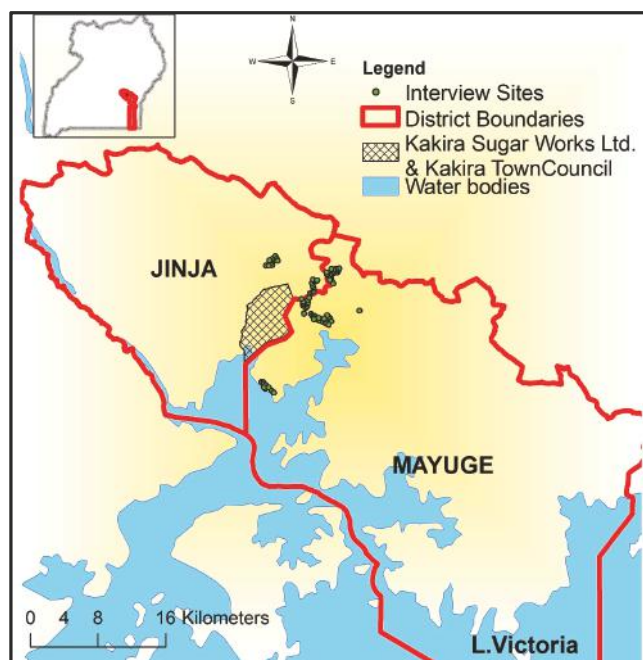 N
W E
S
Legend
Interview Sites
District Boundaries
Kakira Sugar Works Ltd.
& Kakira TownCouncil
Water bodies
JINJA
MAYUGE
0 4 8 16 Kilometers
L.Victoria